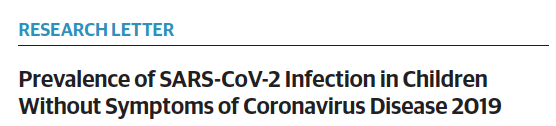 RESEARCH LETTER
Prevalence of SARS-CoV-2 Infection in Children
Without Symptoms of Coronavirus Disease 2019